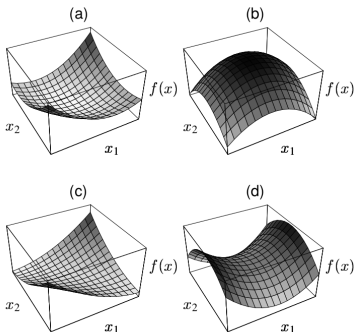 (a)
(b)
f(x)
f(x)
x₂
x₁
x₂
x₁
(c)
(d)
f(x)
f(x)
x₂
x₁
x₂
x₁